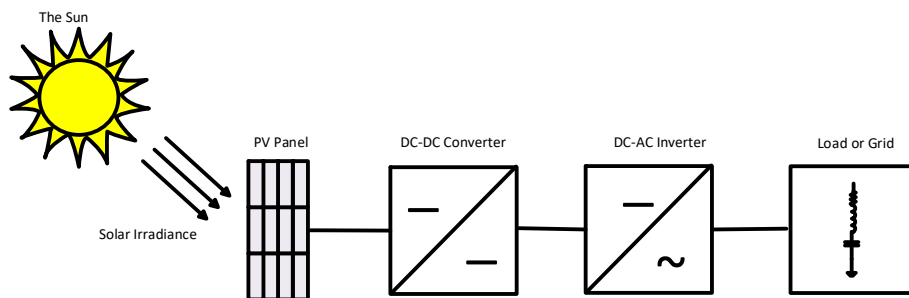 The Sun
PV Panel
DC-DC Converter
DC-AC Inverter
Load or Grid
Solar Irradiance